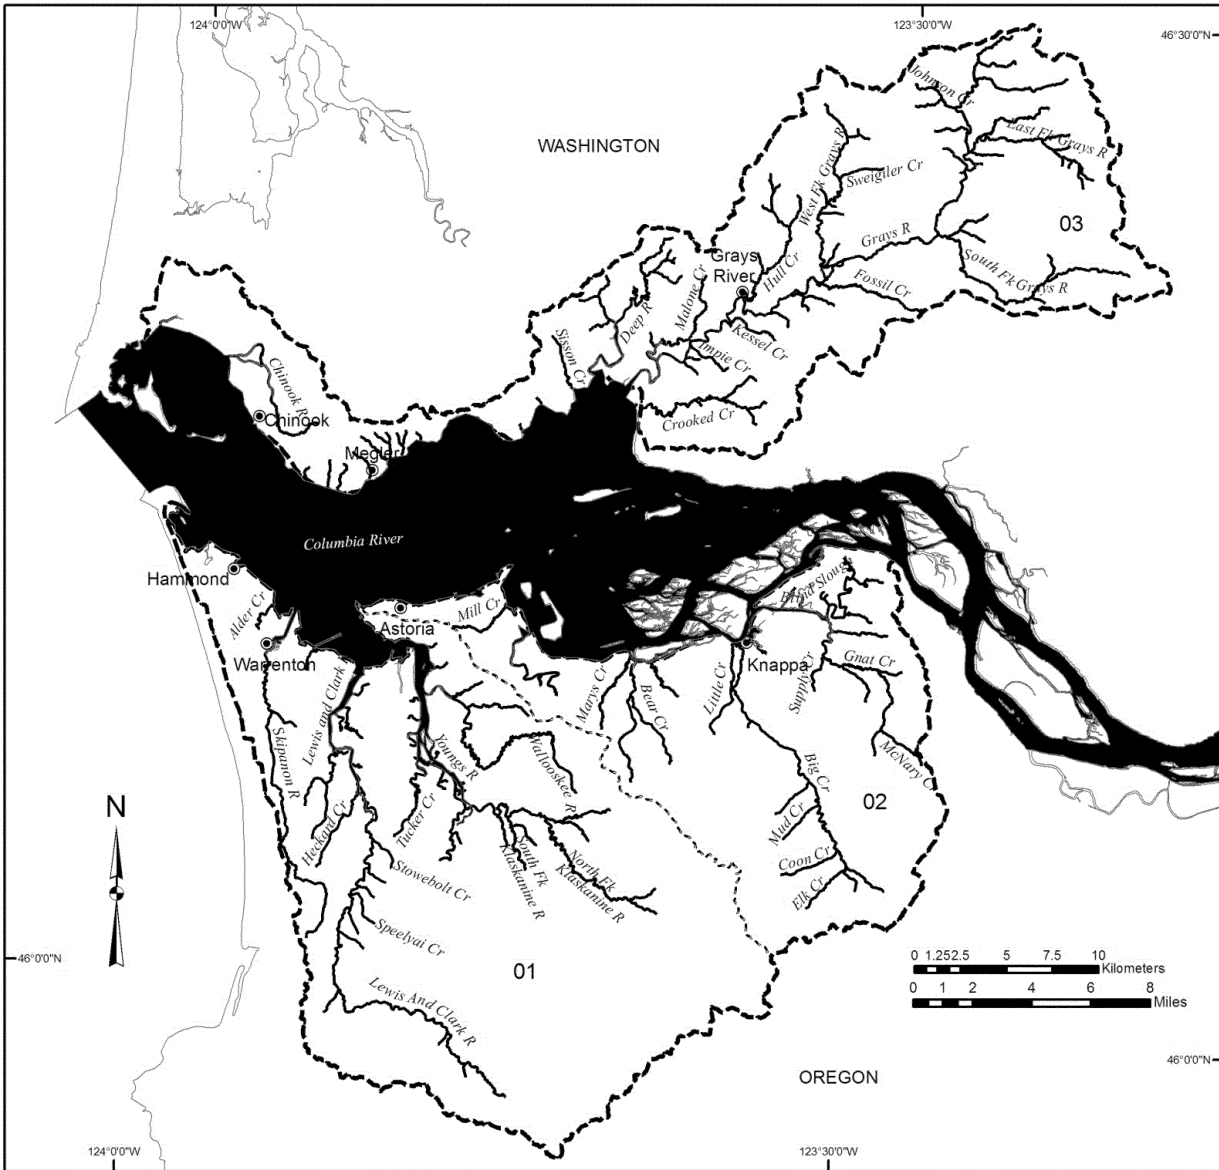 124°0'0"W
123°30'0"W
46°30'0"N
WASHINGTON
Johnson Cr
East Fk Grays R
West Fk Grays R
Sweigiler Cr
03
Grays R
Grays
River
Hull Cr
South Fk Grays R
Fossil Cr
Malone Cr
Deep R
Kessel Cr
Impie Cr
Sisson Cr
Crooked Cr
Chinook R
Chinook
Megler
Columbia River
Hammond
Alder Cr
Astoria
Mill Cr
Blind Slough
Warrenton
Knappa
Lewis and Clark
Marys Cr
Bear Cr
Little Cr
Supply Cr
Gnat Cr
Skipanon R
Youngs R
Wallooskee R
McNary Cr
Big Cr
02
N
Heckard Cr
Tucker Cr
Mud Cr
South Fk
Klaskanine R
North Fk
Klaskanine R
Coon Cr
Elk Cr
Stowebolt Cr
Speelyai Cr
46°0'0"N
01
0 1.25 2.5 5 7.5 10
Kilometers
0 1 2 4 6 8
Miles
Lewis And Clark R
46°0'0"N
OREGON
124°0'0"W
123°30'0"W